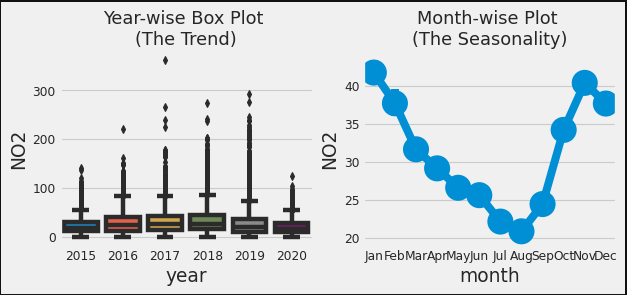 Year-wise Box Plot
(The Trend)
NO2
300
200
100
0
2015 2016 2017 2018 2019 2020
year
Month-wise Plot
(The Seasonality)
NO2
40
35
30
25
20
Jan Feb Mar Apr May Jun Jul Aug Sep Oct Nov Dec
month